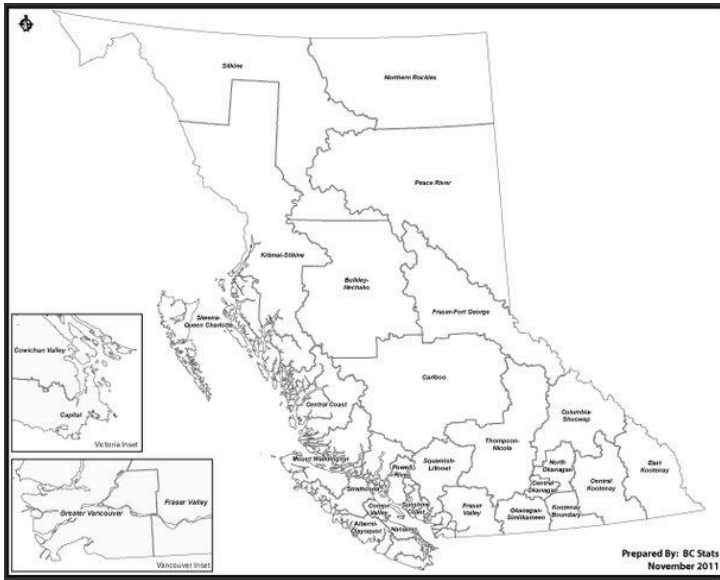 Stikine
Northern Rockies
Peace River
Kitimat-Stikine
Bulkley-
Nechako
Fraser-Fort George
Skeena-
Queen Charlotte
Cowichan Valley
Capital
Victoria Inset
Cariboo
Central Coast
Columbia-
Shuswap
Mount Waddington
Powell
River
Squamish-
Lillooet
Thompson-
Nicola
North
Okanagan
East
Kootenay
Central
Okanagan
Central
Kootenay
Strathcona
Comox
Valley
Sunshine
Coast
Fraser
Valley
Okanagan-
Similkameen
Kootenay
Boundary
Alberni-
Clayoquot
Nanaimo
Greater Vancouver
Fraser Valley
Vancouver Inset
Prepared By: BC Stats
November 2011